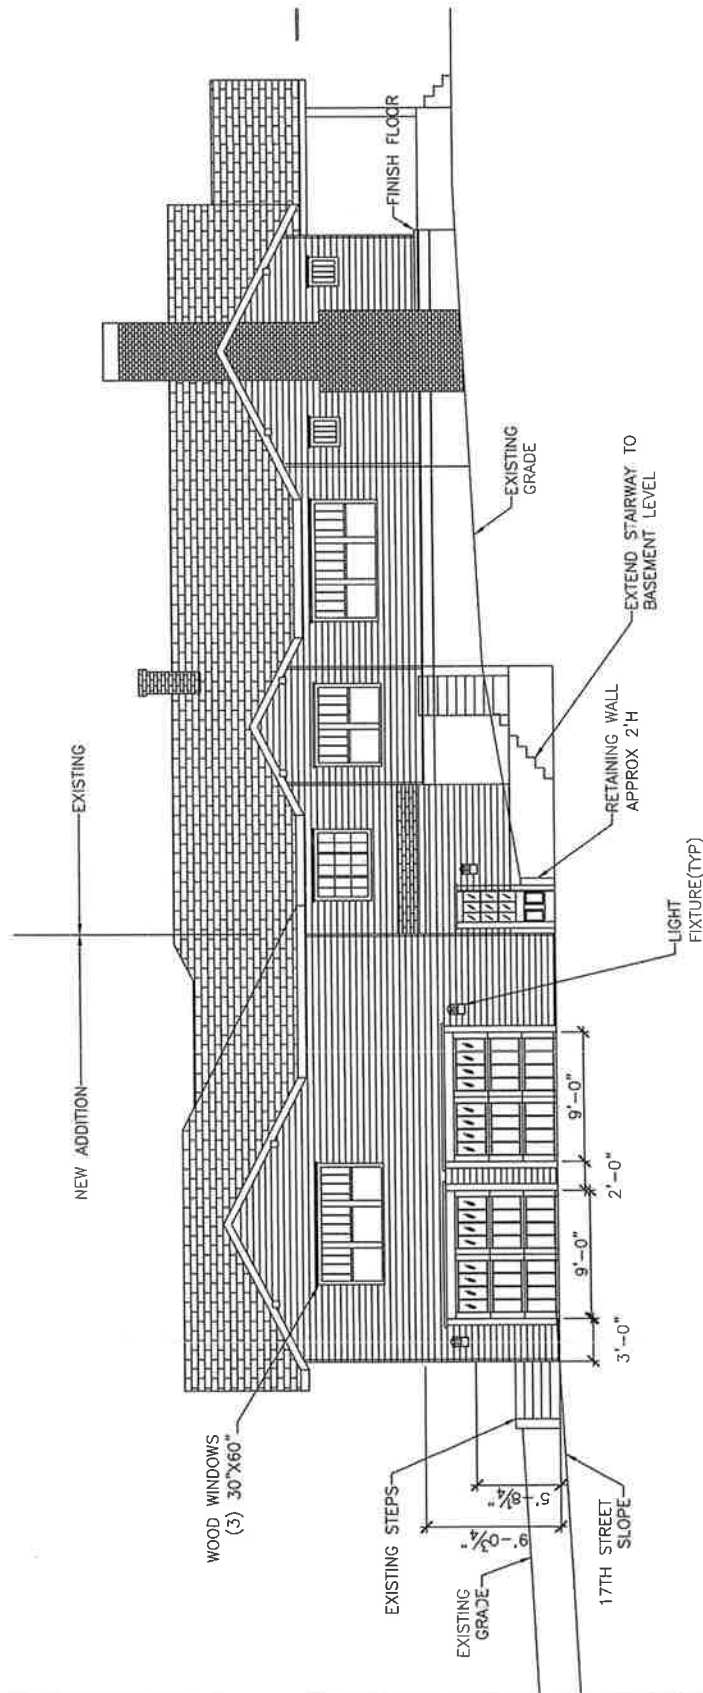 NEW ADDITION
EXISTING
WOOD WINDOWS
(3) 30"X60"
EXISTING STEPS
EXISTING
GRADE
17TH STREET
SLOPE
9'-0¾"
5'-8¼"
3'-0"
9'-0"
2'-0"
9'-0"
LIGHT
FIXTURE(TYP)
RETAINING WALL
APPROX 2'H
EXTEND STAIRWAY TO
BASEMENT LEVEL
EXISTING
GRADE
FINISH FLOOR